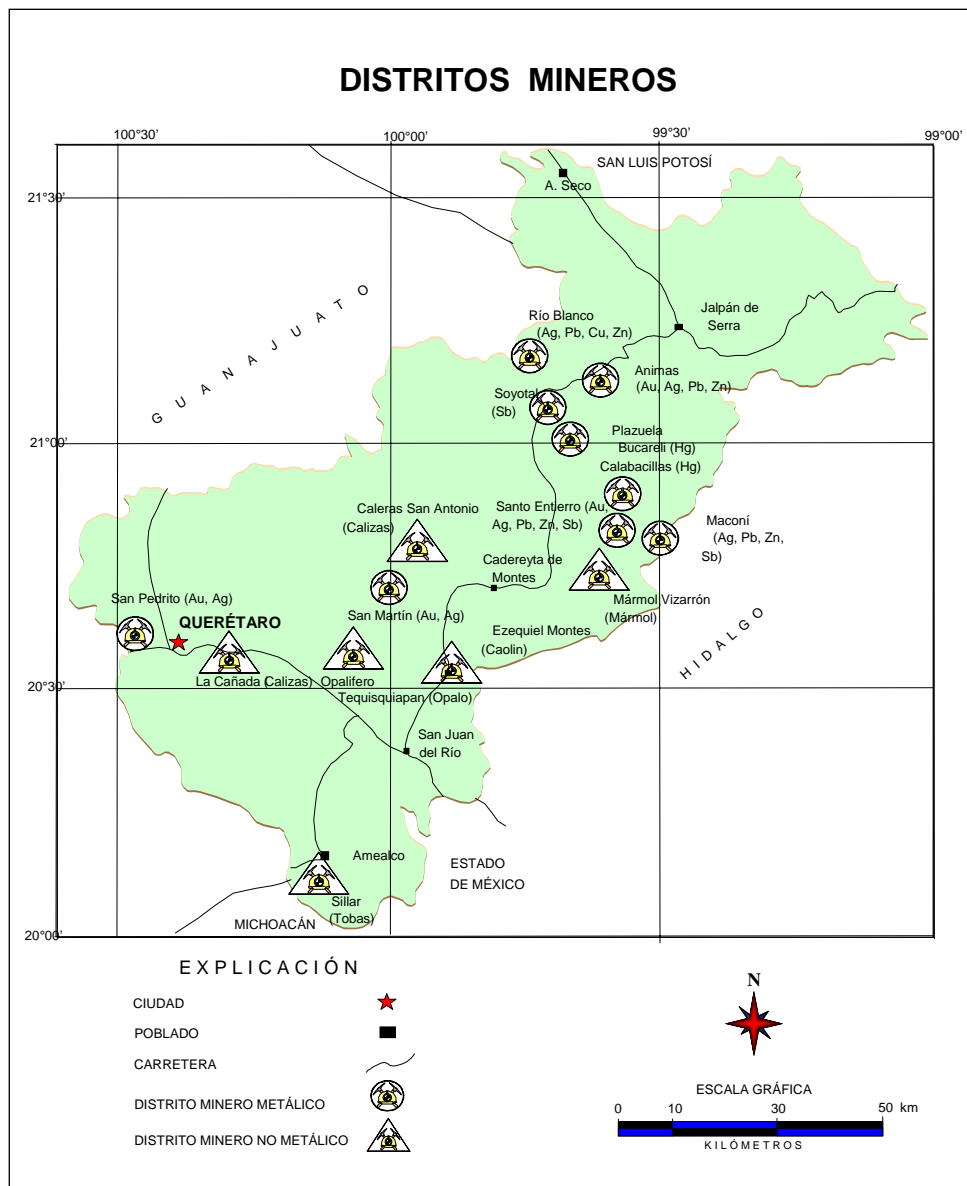 DISTRITOS MINEROS
100°30'
100°00'
99°30'
99°00'
21°30'
21°00'
20°30'
20°00'
SAN LUIS POTOSÍ
A. Seco
GUANAJUATO
Jalpán de
Serra
Río Blanco
(Ag, Pb, Cu, Zn)
Animas
(Au, Ag, Pb, Zn)
Soyotal
(Sb)
Plazuela
Bucareli (Hg)
Calabacillas (Hg)
Caleras San Antonio
(Calizas)
Santo Entierro (Au,
Ag, Pb, Zn, Sb)
Maconí
(Ag, Pb, Zn,
Sb)
Cadereyta de
Montes
San Pedrito (Au, Ag)
San Martín (Au, Ag)
Mármol Vizarrón
(Mármol)
QUERÉTARO
Ezequiel Montes
(Caolin)
HIDALGO
La Cañada (Calizas)
Opalifero
Tequisquiapan (Opalo)
San Juan
del Río
Amealco
ESTADO
DE MÉXICO
Sillar
(Tobas)
MICHOACÁN
EXPLICACIÓN
CIUDAD
POBLADO
CARRETERA
DISTRITO MINERO METÁLICO
DISTRITO MINERO NO METÁLICO
N
ESCALA GRÁFICA
0 10 30 50 km
KILÓMETROS